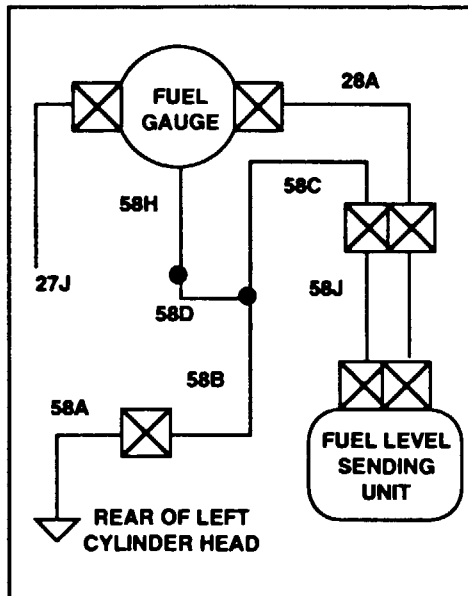 FUEL
GAUGE
28A
58H
58C
27J
58D
58J
58B
58A
FUEL LEVEL
SENDING
UNIT
REAR OF LEFT
CYLINDER HEAD